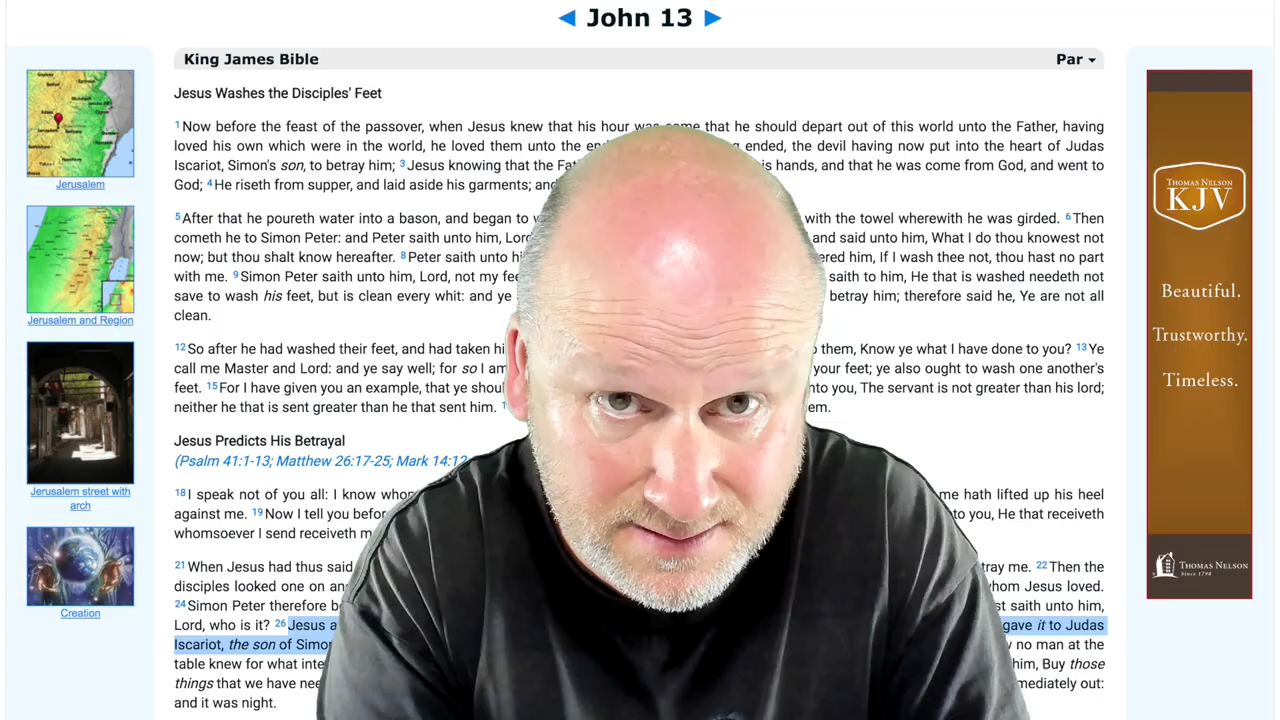 ◄ John 13 ►
King James Bible
Par
Jesus Washes the Disciples' Feet
1 Now before the feast of the passover, when Jesus knew that his hour was come that he should depart out of this world unto the Father, having
loved his own which were in the world, he loved them unto the ended, the devil having now put into the heart of Judas
Iscariot, Simon's son, to betray him; 3 Jesus knowing that the his hands, and that he was come from God, and went to
God; 4 He riseth from supper, and laid aside his garments;
5 After that he poureth water into a bason, and began to with the towel wherewith he was girded. 6 Then
cometh he to Simon Peter: and Peter saith unto him, and said unto him, What I do thou knowest not
now; but thou shalt know hereafter. 8 Peter saith unto him, If I wash thee not, thou hast no part
with me. 9 Simon Peter saith unto him, Lord, not my saith to him, He that is washed needeth not
save to wash his feet, but is clean every whit: and ye betray him; therefore said he, Ye are not all
clean.
12 So after he had washed their feet, and had taken them, Know ye what I have done to you? 13 Ye
call me Master and Lord: and ye say well; for so I am your feet; ye also ought to wash one another's
feet. 15 For I have given you an example, that ye unto you, The servant is not greater than his lord;
neither he that is sent greater than he that sent him.
Jesus Predicts His Betrayal
(Psalm 41:1-13; Matthew 26:17-25; Mark 14:12
18 I speak not of you all: I know me hath lifted up his heel
against me. 19 Now I tell you to you, He that receiveth
whomsoever I send receiveth
21 When Jesus had thus said me. 22 Then the
disciples looked one on whom Jesus loved.
24 Simon Peter therefore saith unto him,
Lord, who is it? 26 Jesus gave it to Judas
Iscariot, the son of no man at the
table knew for what him, Buy those
things that we have out:
and it was night.
Jerusalem
Jerusalem and Region
Jerusalem street with
arch
Creation
THOMAS NELSON
KJV
Beautiful.
Trustworthy.
Timeless.
THOMAS NELSON
Since 1798